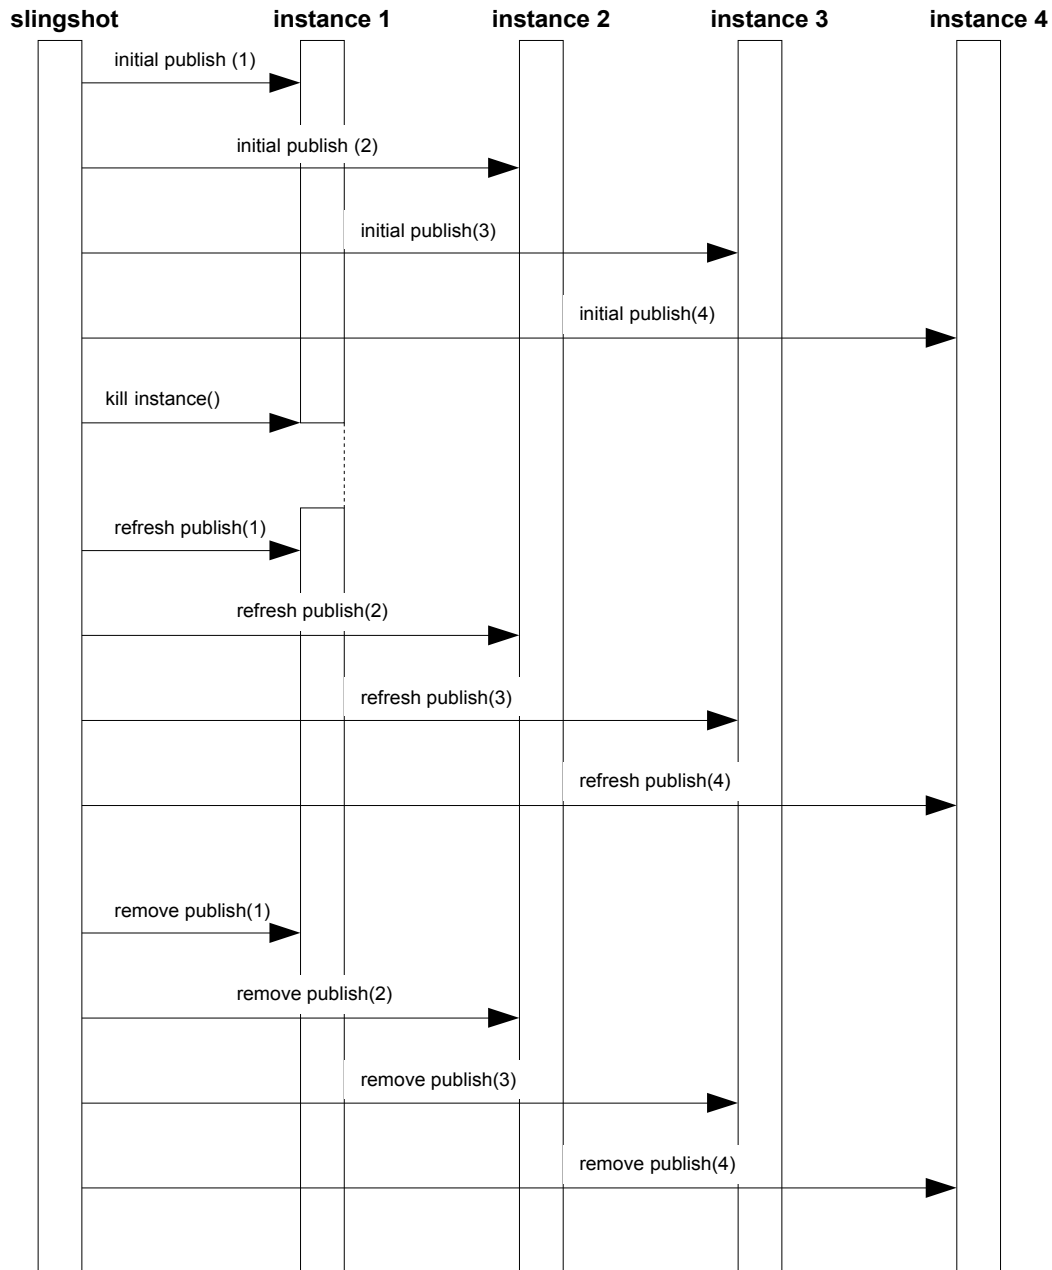 slingshot instance 1 instance 2 instance 3 instance 4
initial publish (1)
initial publish (2)
initial publish(3)
initial publish(4)
kill instance()
refresh publish(1)
refresh publish(2)
refresh publish(3)
refresh publish(4)
remove publish(1)
remove publish(2)
remove publish(3)
remove publish(4)